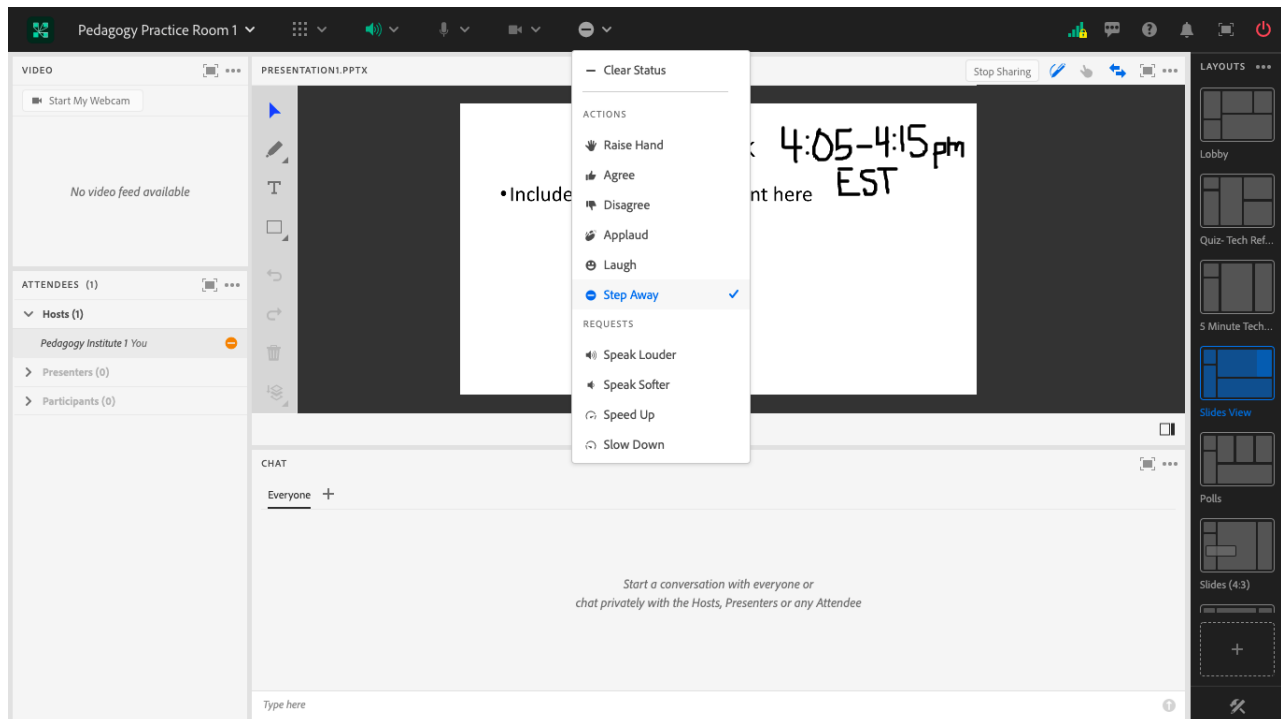 Pedagogy Practice Room 1
VIDEO
Start My Webcam
No video feed available
ATTENDEES (1)
Hosts (1)
Pedagogy Institute 1 You
Presenters (0)
Participants (0)
PRESENTATION1.PPTX
Stop Sharing
T
4:05-4:15 pm
EST
•Include
nt here
Clear Status
ACTIONS
Raise Hand
Agree
Disagree
Applaud
Laugh
Step Away
REQUESTS
Speak Louder
Speak Softer
Speed Up
Slow Down
CHAT
Everyone
Start a conversation with everyone or
chat privately with the Hosts, Presenters or any Attendee
Type here
LAYOUTS
Lobby
Quiz- Tech Ref...
5 Minute Tech...
Slides View
Polls
Slides (4:3)